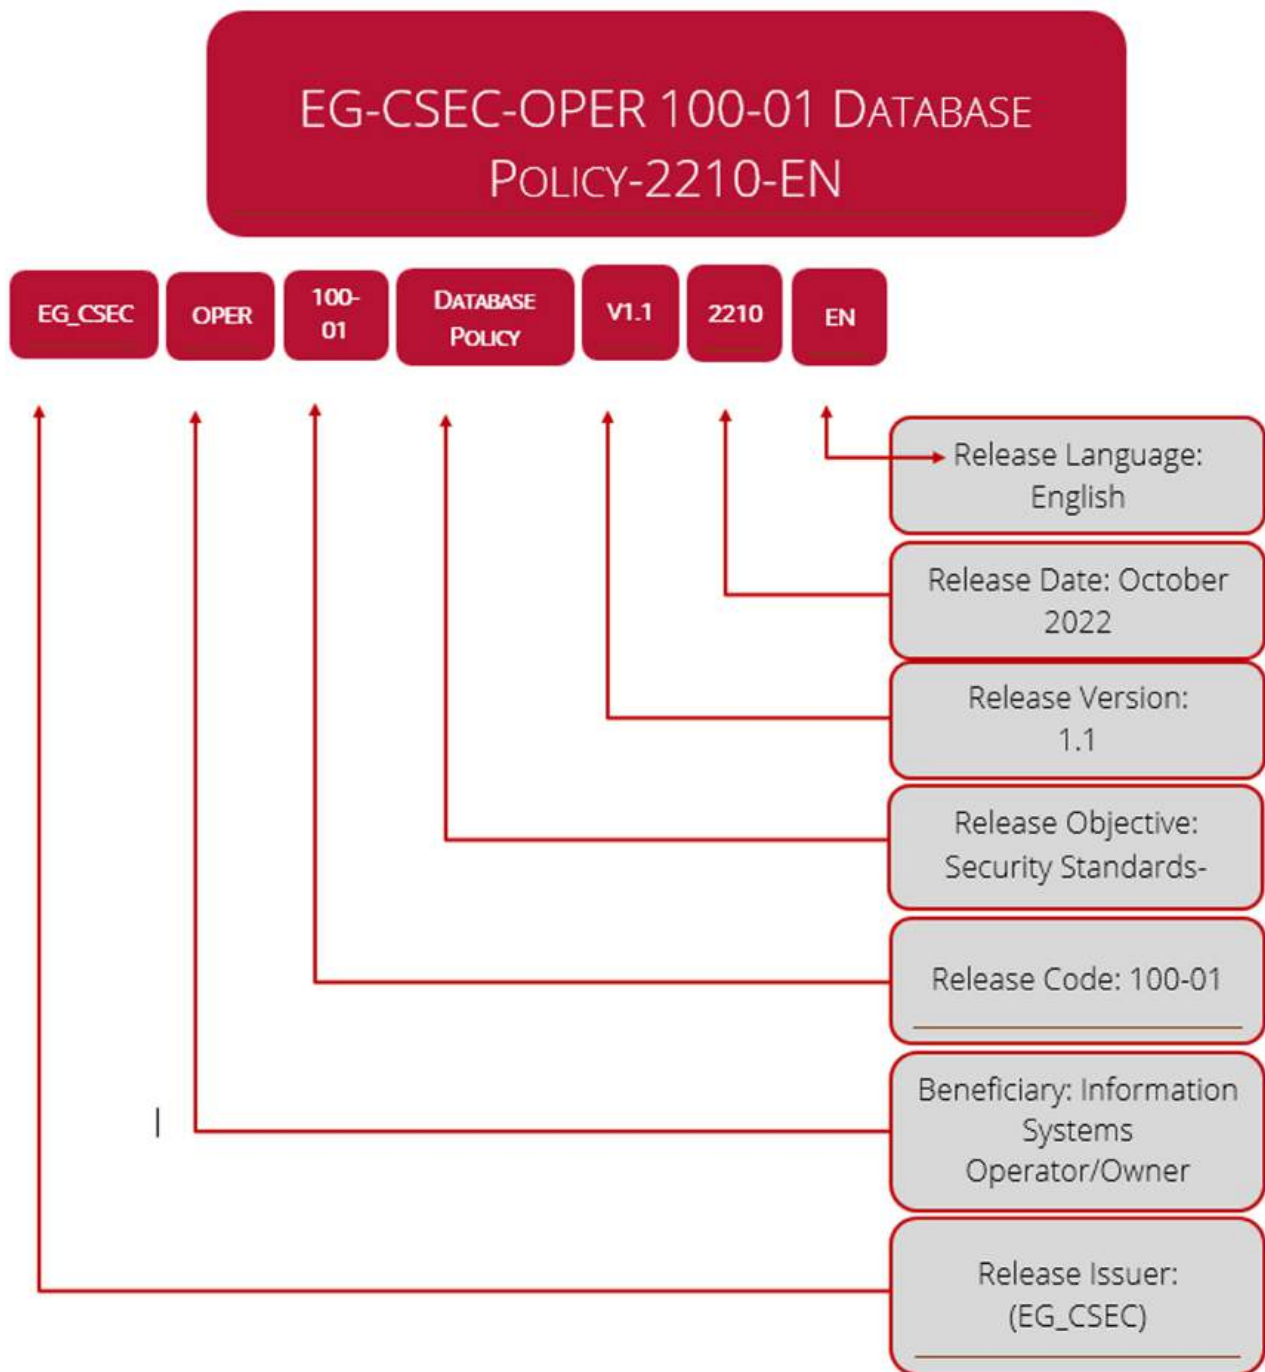 EG-CSEC-OPER 100-01 DATABASE
POLICY-2210-EN
EG_CSEC
OPER
100-
01
DATABASE
POLICY
V1.1
2210
EN
Release Language:
English
Release Date: October
2022
Release Version:
1.1
Release Objective:
Security Standards-
Release Code: 100-01
Beneficiary: Information
Systems
Operator/Owner
Release Issuer:
(EG_CSEC)